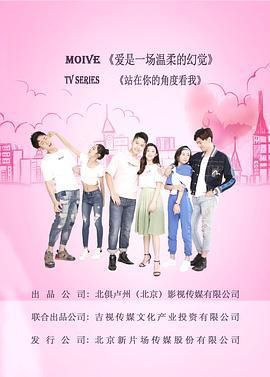 MOIVE 《爱是一场温柔的幻觉》
TV SERIES 《站在你的角度看我》
出 品 公 司: 北俱卢州（北京）影视传媒有限公司
联合出品公司: 吉视传媒文化产业投资有限公司
发 行 公 司: 北京新片场传媒股份有限公司